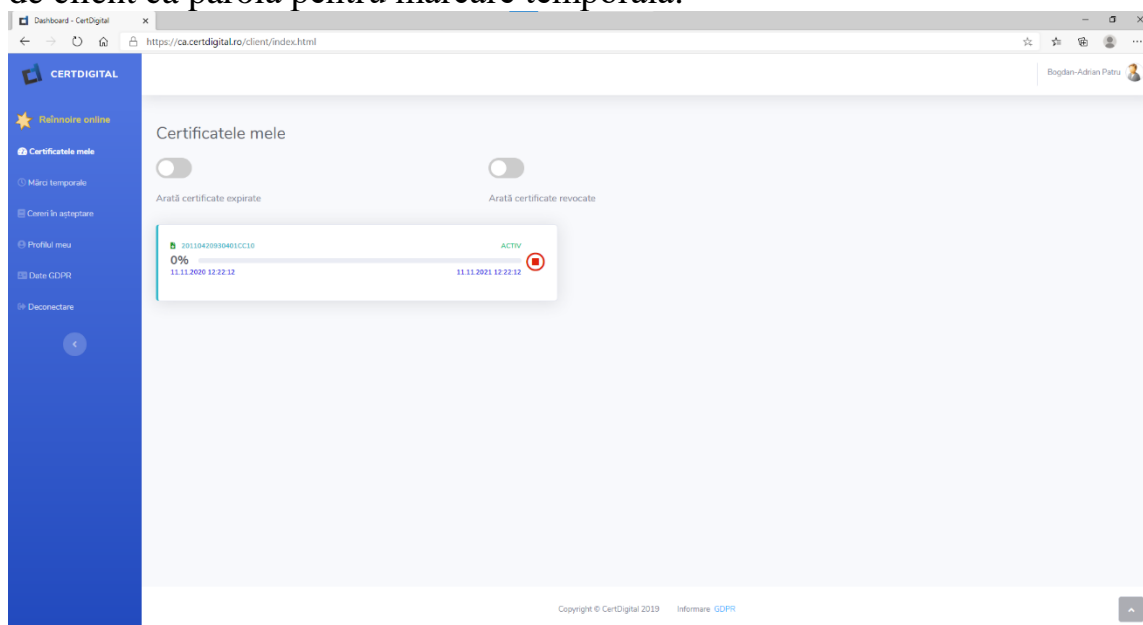 de client ca parolă pentru marcare temporală.
Dashboard - CertDigital
https://ca.certdigital.ro/client/index.html
CERTDIGITAL
Bogdan-Adrian Patru
Reînnoire online
Certificatele mele
Certificatele mele
Mărci temporale
Arată certificate expirate
Arată certificate revocate
Cereri în așteptare
Profilul meu
20110420930401CC10
ACTIV
0%
11.11.2020 12:22:12
11.11.2021 12:22:12
Date GDPR
Deconectare
Copyright © CertDigital 2019
Informare GDPR